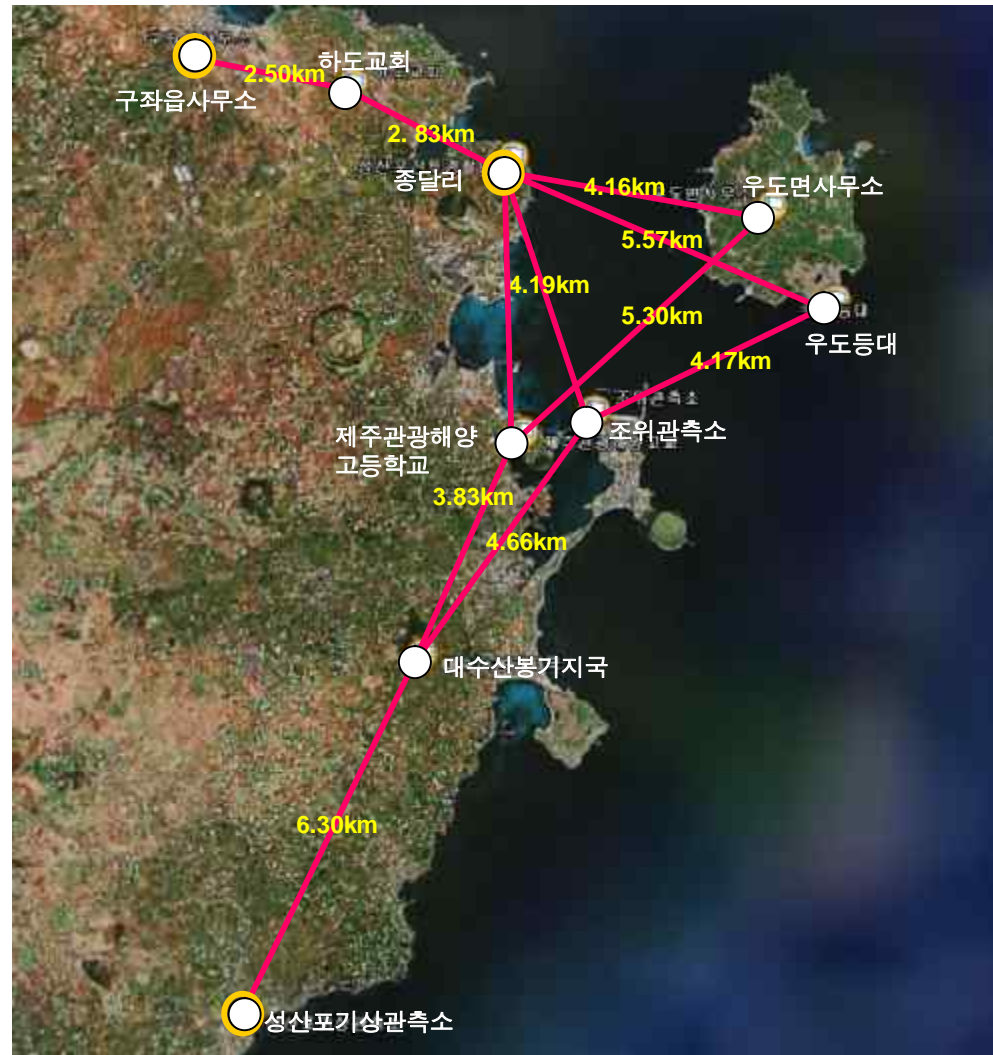 하도교회
2.50km
구좌읍사무소
2. 83km
종달리
4.16km
우도면사무소
5.57km
4.19km
5.30km
우도등대
4.17km
제주관광해양
고등학교
조위관측소
3.83km
4.66km
대수산봉기지국
6.30km
성산포기상관측소